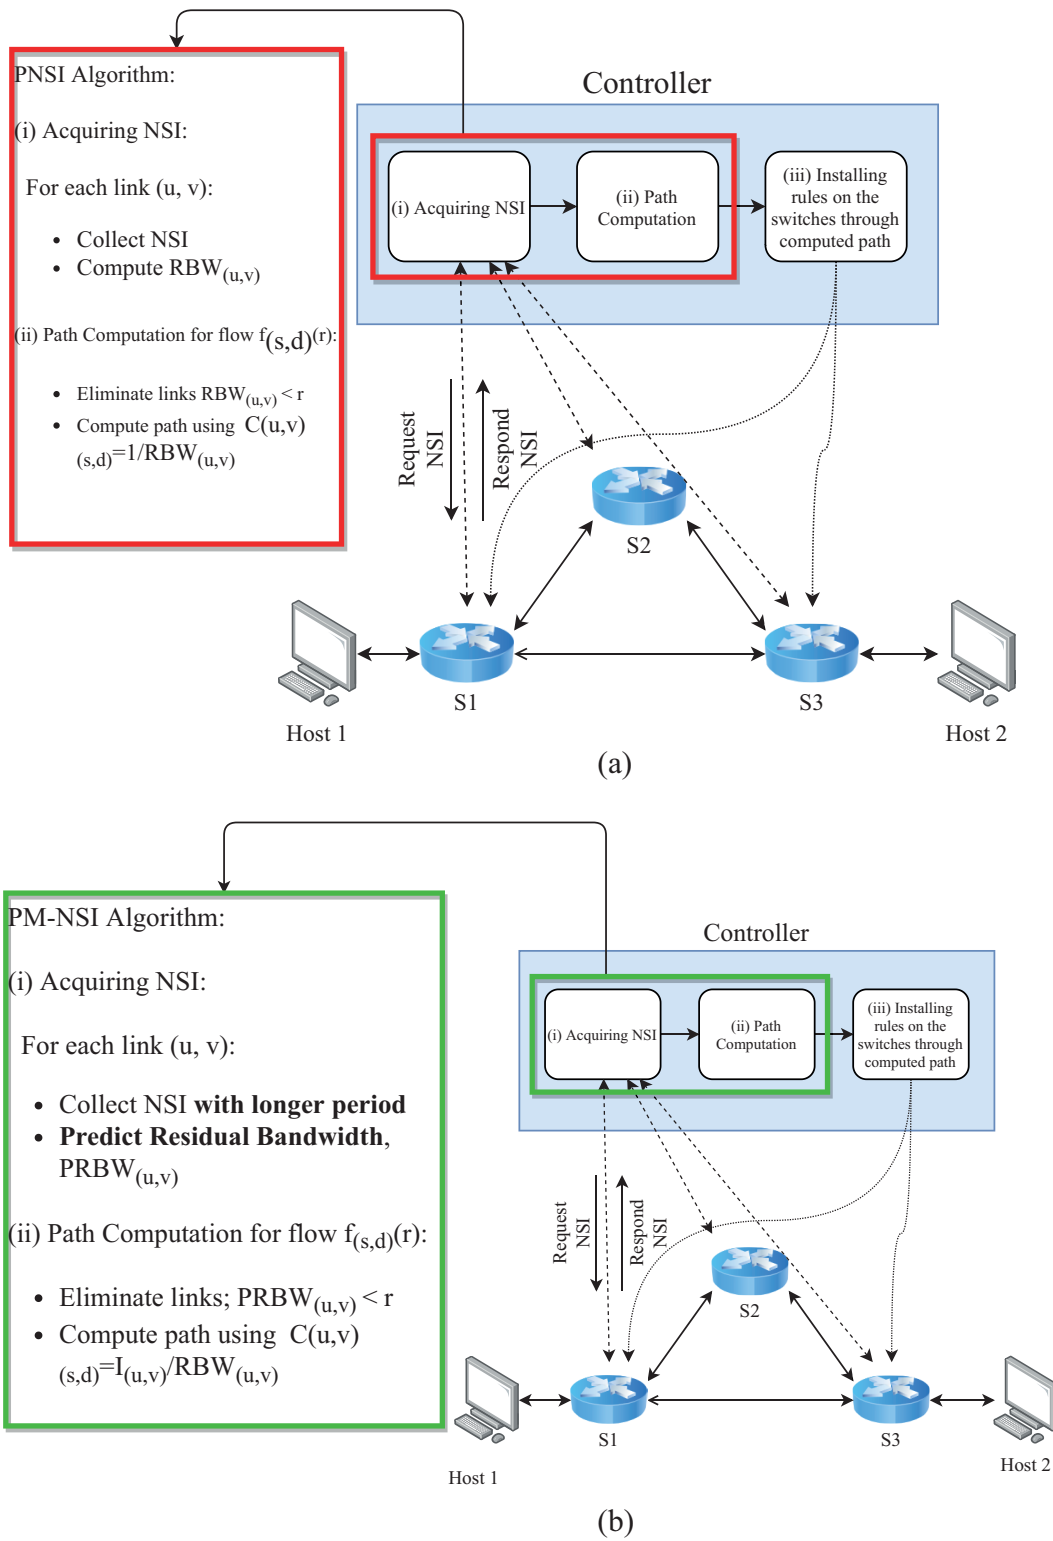 PNSI Algorithm:
(i) Acquiring NSI:
For each link (u, v):
• Collect NSI
• Compute RBW(u,v)
(ii) Path Computation for flow f(s,d)(r):
• Eliminate links RBW(u,v) < r
• Compute path using C(u,v)
(s,d)=1/RBW(u,v)
Controller
(i) Acquiring NSI
(ii) Path
Computation
(iii) Installing
rules on the
switches through
computed path
Request
NSI
Respond
NSI
S2
S1
S3
Host 1
Host 2
(a)
PM-NSI Algorithm:
(i) Acquiring NSI:
For each link (u, v):
• Collect NSI with longer period
• Predict Residual Bandwidth,
PRBW(u,v)
(ii) Path Computation for flow f(s,d)(r):
• Eliminate links; PRBW(u,v) < r
• Compute path using C(u,v)
(s,d)=I(u,v)/RBW(u,v)
Controller
(i) Acquiring NSI
(ii) Path
Computation
(iii) Installing
rules on the
switches through
computed path
Request
NSI
Respond
NSI
S2
S1
S3
Host 1
Host 2
(b)